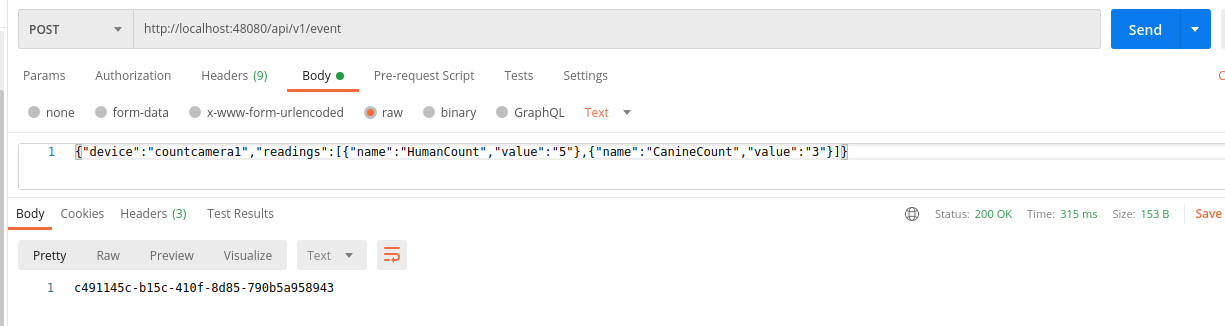 POST http://localhost:48080/api/v1/event Send
Params Authorization Headers (9) Body Pre-request Script Tests Settings C
none form-data x-www-form-urlencoded raw binary GraphQL Text
1 {"device":"countcamera1","readings":[{"name":"HumanCount","value":"5"},{"name":"CanineCount","value":"3"}]}
Body Cookies Headers (3) Test Results Status: 200 OK Time: 315 ms Size: 153 B Save
Pretty Raw Preview Visualize Text
1 c491145c-b15c-410f-8d85-790b5a958943